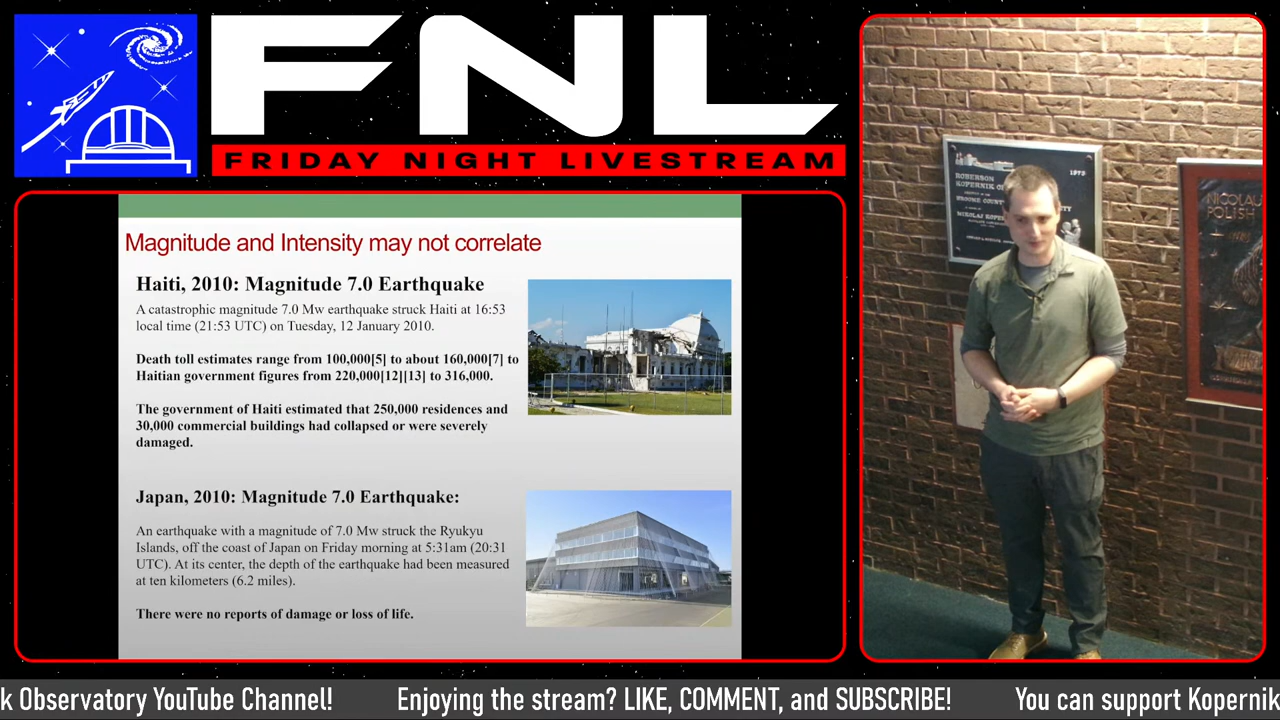 FNL
FRIDAY NIGHT LIVESTREAM
Magnitude and Intensity may not correlate
Haiti, 2010: Magnitude 7.0 Earthquake
A catastrophic magnitude 7.0 Mw earthquake struck Haiti at 16:53
local time (21:53 UTC) on Tuesday, 12 January 2010.
Death toll estimates range from 100,000[5] to about 160,000[7] to
Haitian government figures from 220,000[12][13] to 316,000.
The government of Haiti estimated that 250,000 residences and
30,000 commercial buildings had collapsed or were severely
damaged.
Japan, 2010: Magnitude 7.0 Earthquake:
An earthquake with a magnitude of 7.0 Mw struck the Ryukyu
Islands, off the coast of Japan on Friday morning at 5:31am (20:31
UTC). At its center, the depth of the earthquake had been measured
at ten kilometers (6.2 miles).
There were no reports of damage or loss of life.
1973
ROBERSON
KOPERNIK
BROOME COUNTY
NIKOLAJ
NICOLAU
POLISH
k Observatory YouTube Channel! Enjoying the stream? LIKE, COMMENT, and SUBSCRIBE! You can support Kopernik